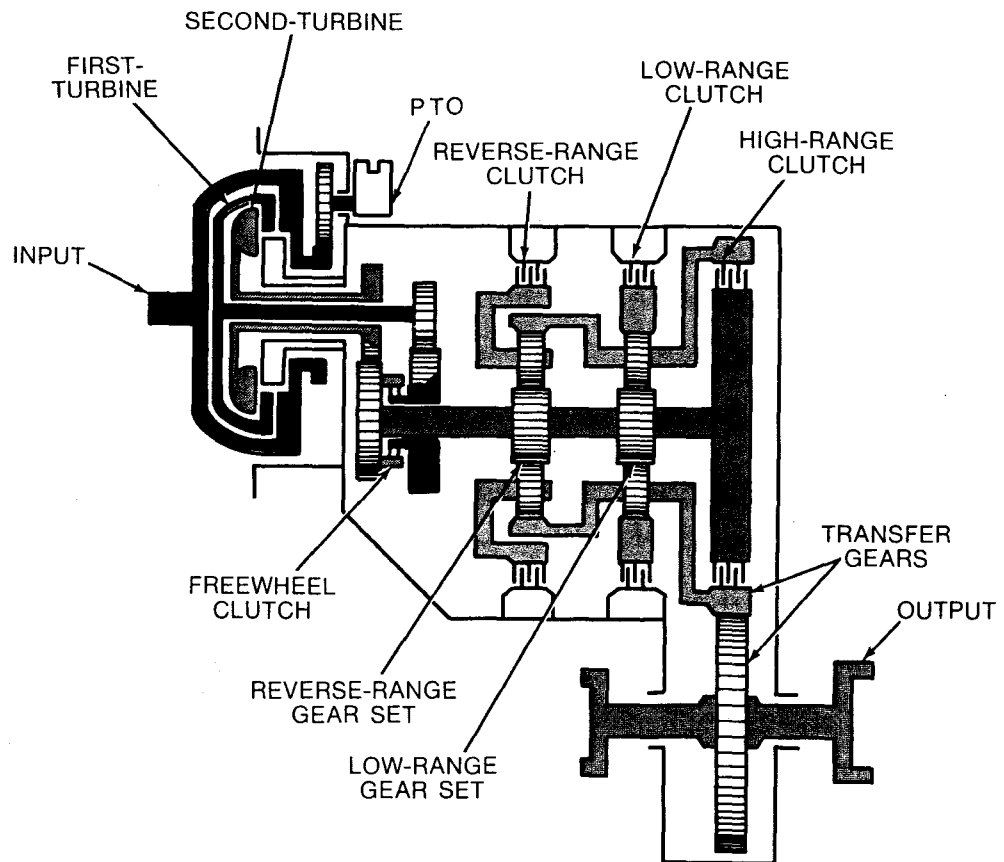 SECOND-TURBINE
FIRST-
TURBINE
PTO
LOW-RANGE
CLUTCH
REVERSE-RANGE
CLUTCH
HIGH-RANGE
CLUTCH
INPUT
FREEWHEEL
CLUTCH
TRANSFER
GEARS
OUTPUT
REVERSE-RANGE
GEAR SET
LOW-RANGE
GEAR SET